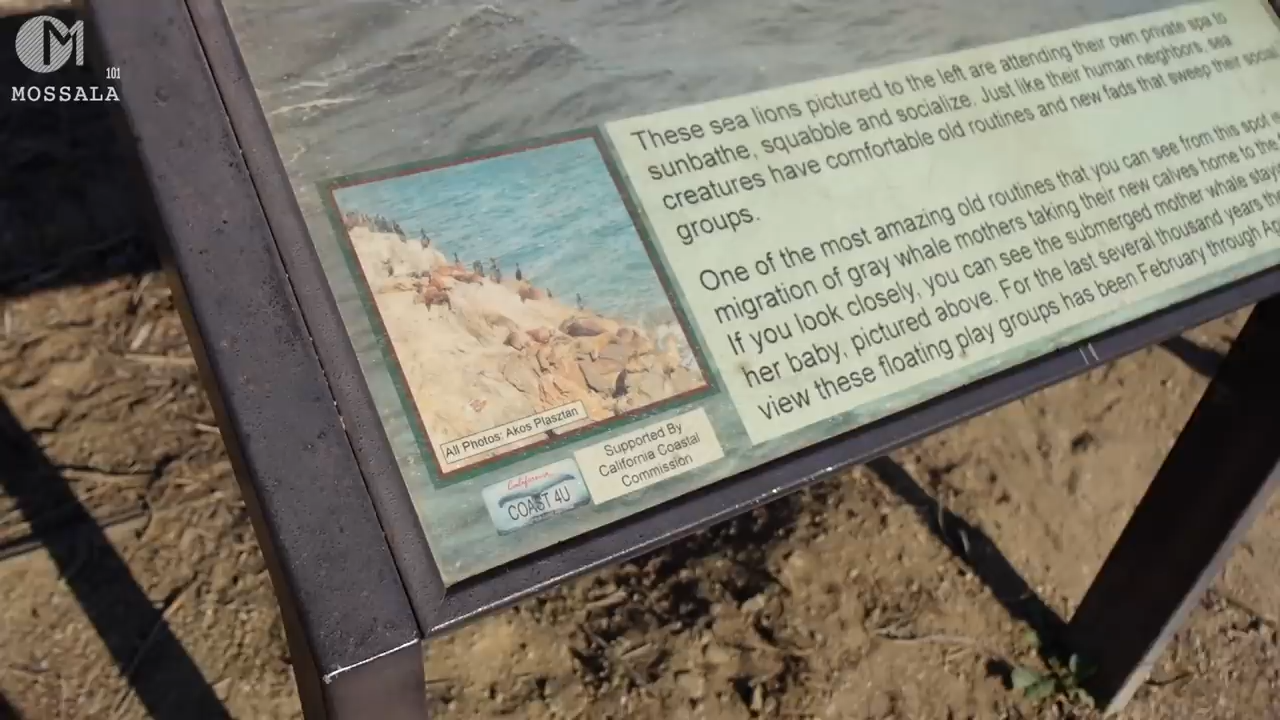 M
101
MOSSALA
These sea lions pictured to the left are attending their own private spa to
sunbathe, squabble and socialize. Just like their human neighbors, sea
creatures have comfortable old routines and new fads that sweep their social
groups.
One of the most amazing old routines that you can see from this spot
migration of gray whale mothers taking their new calves home to the
If you look closely, you can see the submerged mother whale
her baby, pictured above. For the last several thousand years
view these floating play groups has been February through
All Photos: Akos Plasztan
Supported By
California Coastal
Commission
California
COAST 4U